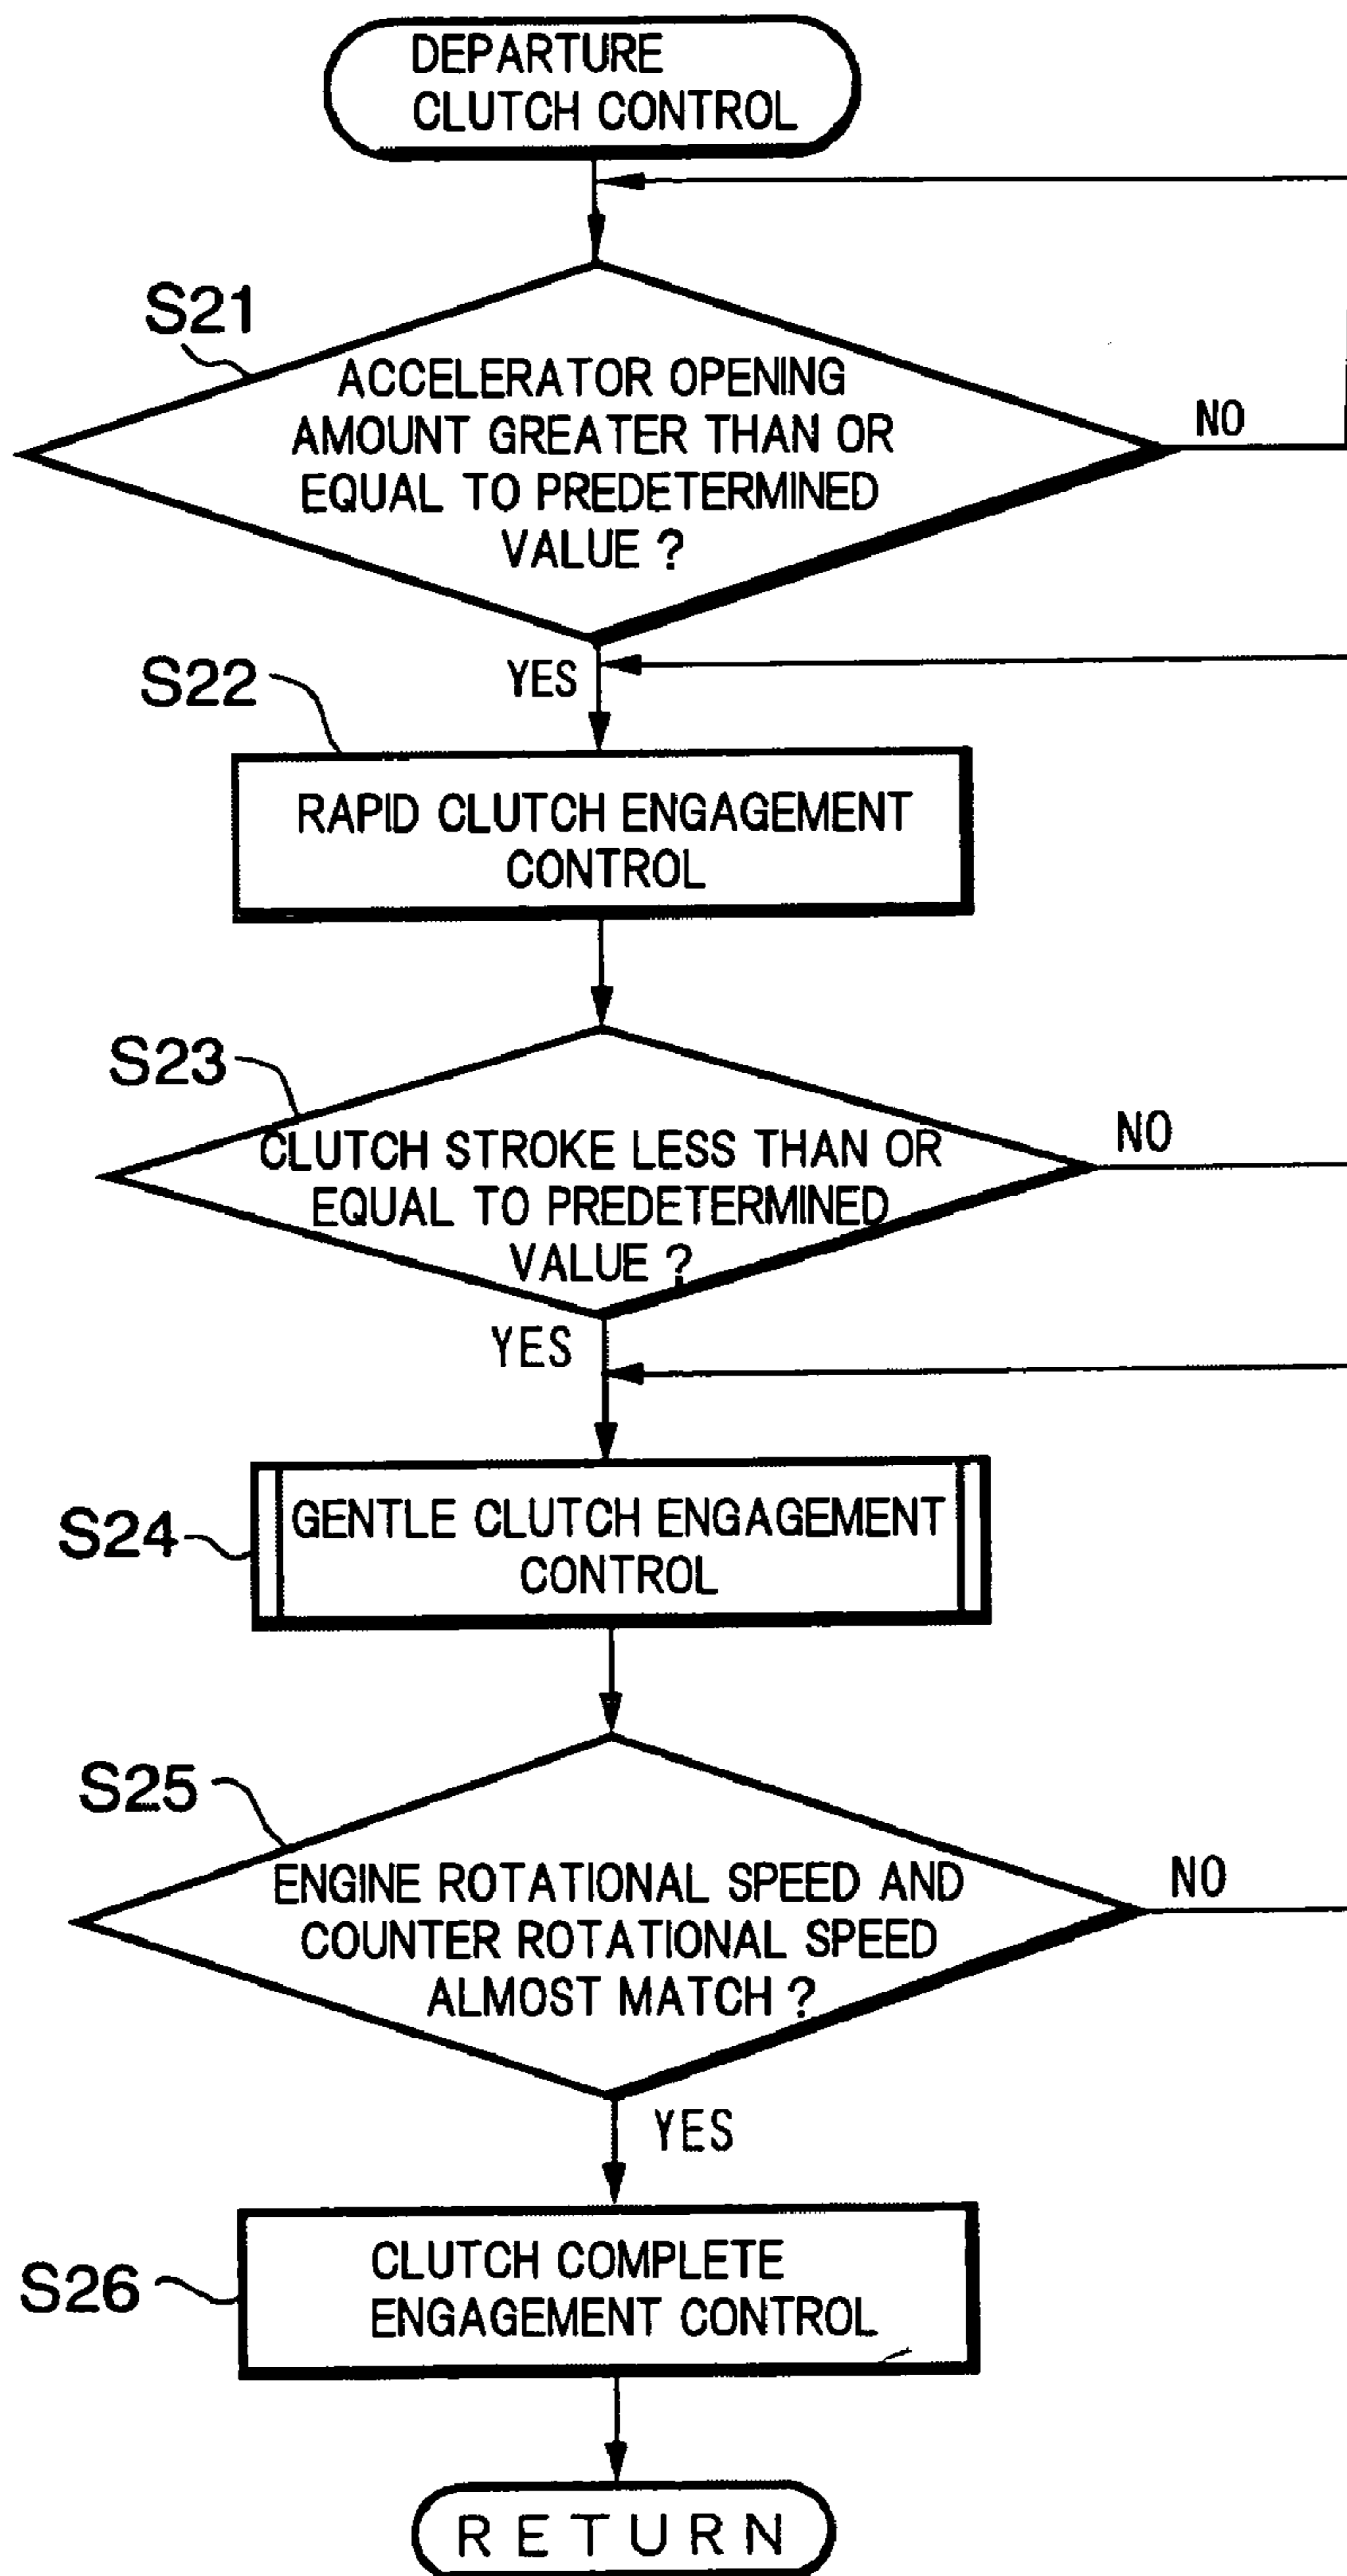 DEPARTURE
CLUTCH CONTROL
S21
ACCELERATOR OPENING
AMOUNT GREATER THAN OR
EQUAL TO PREDETERMINED
VALUE ?
NO
YES
S22
RAPID CLUTCH ENGAGEMENT
CONTROL
S23
CLUTCH STROKE LESS THAN OR
EQUAL TO PREDETERMINED
VALUE ?
NO
YES
S24
GENTLE CLUTCH ENGAGEMENT
CONTROL
S25
ENGINE ROTATIONAL SPEED AND
COUNTER ROTATIONAL SPEED
ALMOST MATCH ?
NO
YES
S26
CLUTCH COMPLETE
ENGAGEMENT CONTROL
RETURN